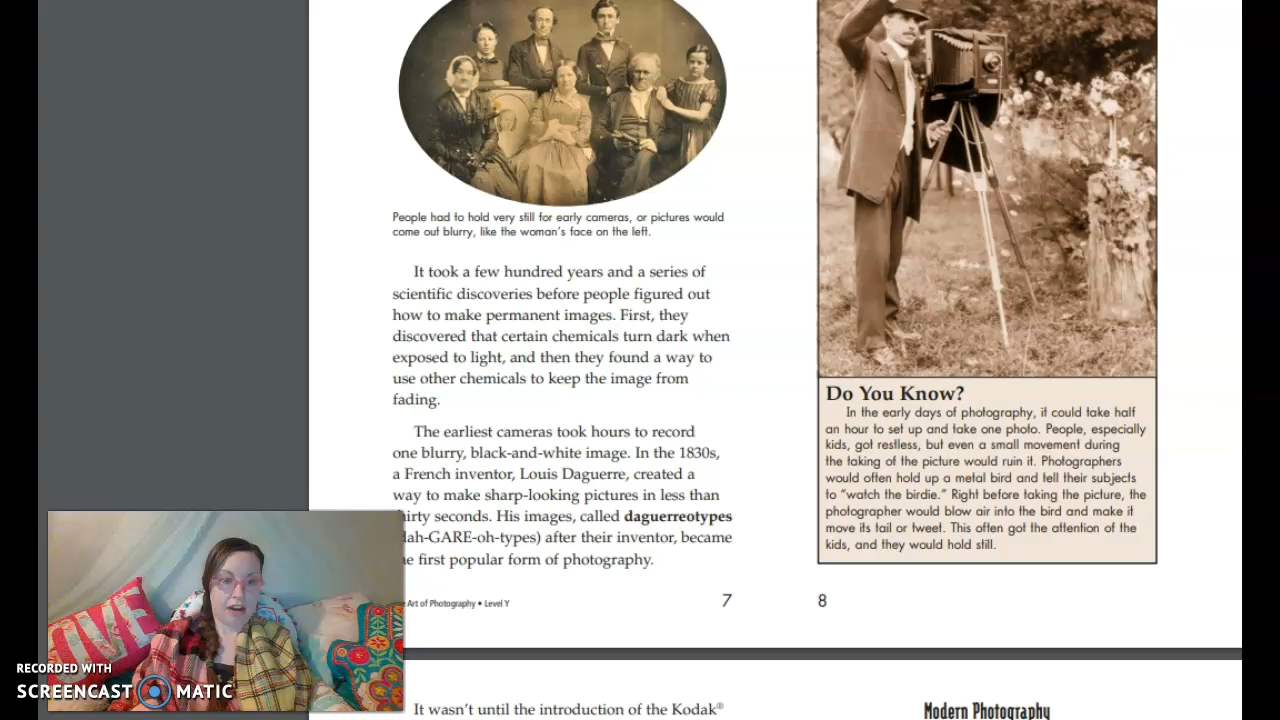 People had to hold very still for early cameras, or pictures would
come out blurry, like the woman's face on the left.
It took a few hundred years and a series of
scientific discoveries before people figured out
how to make permanent images. First, they
discovered that certain chemicals turn dark when
exposed to light, and then they found a way to
use other chemicals to keep the image from
fading.
The earliest cameras took hours to record
one blurry, black-and-white image. In the 1830s,
a French inventor, Louis Daguerre, created a
way to make sharp-looking pictures in less than
thirty seconds. His images, called daguerreotypes
(dah-GARE-oh-types) after their inventor, became
the first popular form of photography.
Art of Photography • Level Y
7
Do You Know?
In the early days of photography, it could take half
an hour to set up and take one photo. People, especially
kids, got restless, but even a small movement during
the taking of the picture would ruin it. Photographers
would often hold up a metal bird and tell their subjects
to “watch the birdie.” Right before taking the picture, the
photographer would blow air into the bird and make it
move its tail or tweet. This often got the attention of the
kids, and they would hold still.
8
It wasn't until the introduction of the Kodak®
Modern Photography
LOVE
RECORDED WITH
SCREENCAST MATIC